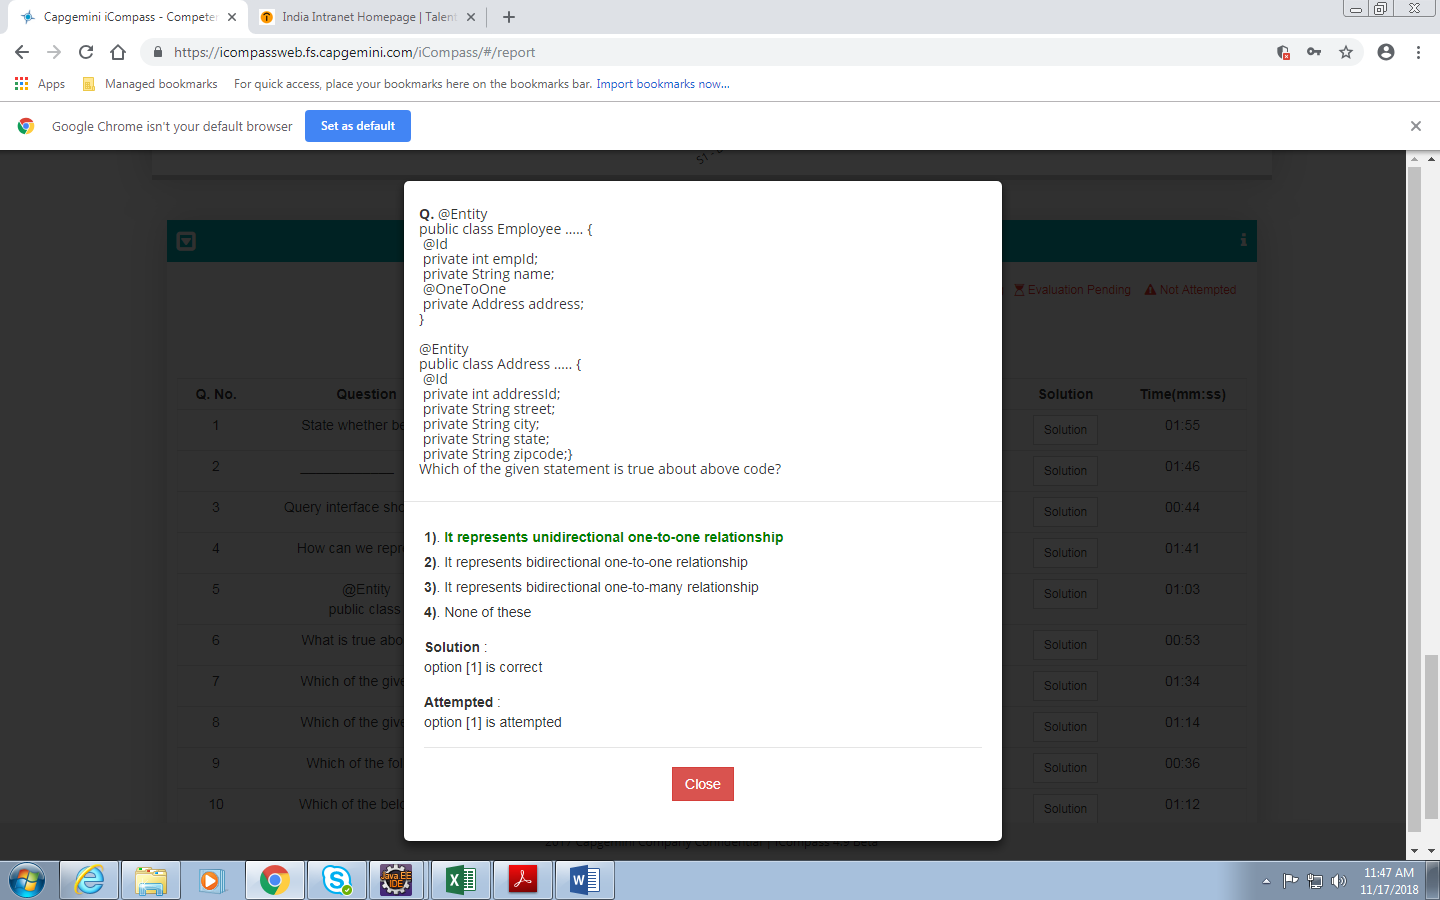 Capgemini iCompass - Competen
India Intranet Homepage | Talent
https://icompassweb.fs.capgemini.com/iCompass/#/report
Apps
Managed bookmarks
For quick access, place your bookmarks here on the bookmarks bar. Import bookmarks now...
Google Chrome isn't your default browser
Set as default
Q. @Entity
public class Employee ..... {
@Id
private int empId;
private String name;
@OneToOne
private Address address;
}
@Entity
public class Address ..... {
@Id
private int addressId;
private String street;
private String city;
private String state;
private String zipcode;}
Which of the given statement is true about above code?
1). It represents unidirectional one-to-one relationship
2). It represents bidirectional one-to-one relationship
3). It represents bidirectional one-to-many relationship
4). None of these
Solution :
option [1] is correct
Attempted :
option [1] is attempted
Close
Evaluation Pending Not Attempted
Q. No. Question Solution Time(mm:ss)
1 State whether be Solution 01:55
2 ____________ Solution 01:46
3 Query interface sho Solution 00:44
4 How can we repr Solution 01:41
5 @Entity Solution 01:03
public class
6 What is true abo Solution 00:53
7 Which of the give Solution 01:34
8 Which of the give Solution 01:14
9 Which of the fol Solution 00:36
10 Which of the belo Solution 01:12
Java EE
IDE
11:47 AM
11/17/2018